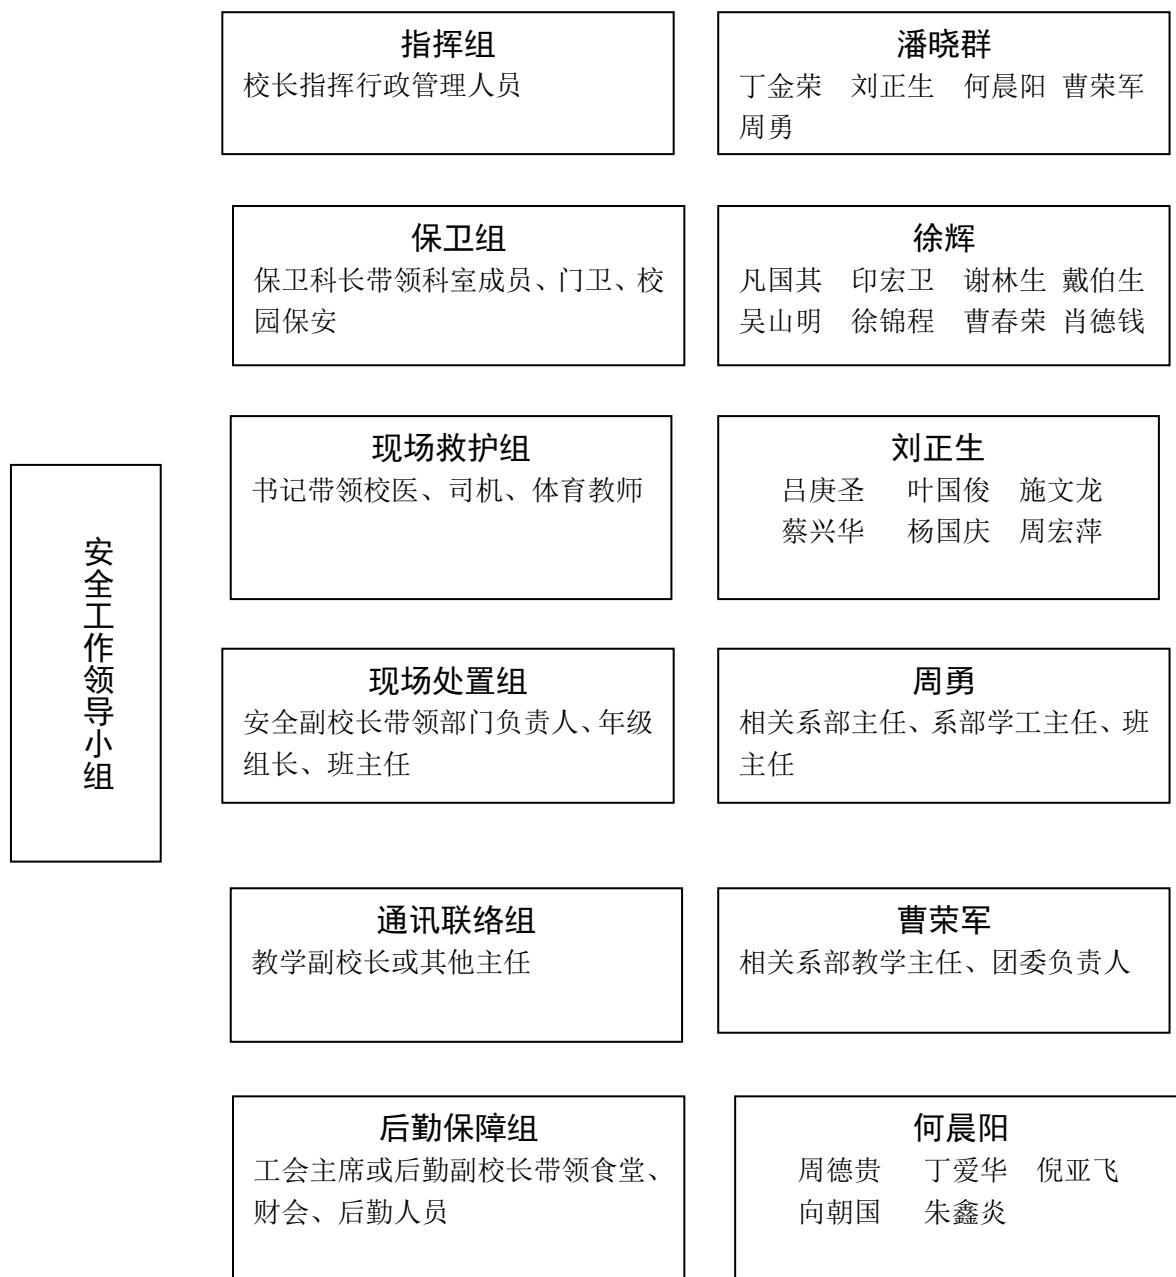 指挥组
校长指挥行政管理人员
潘晓群
丁金荣 刘正生 何晨阳 曹荣军
周勇
保卫组
保卫科长带领科室成员、门卫、校
园保安
徐辉
凡国其 印宏卫 谢林生 戴伯生
吴山明 徐锦程 曹春荣 肖德钱
安全工作领导小组
现场救护组
书记带领校医、司机、体育教师
刘正生
吕庚圣 叶国俊 施文龙
蔡兴华 杨国庆 周宏萍
现场处置组
安全副校长带领部门负责人、年级
组长、班主任
周勇
相关系部主任、系部学工主任、班
主任
通讯联络组
教学副校长或其他主任
曹荣军
相关系部教学主任、团委负责人
后勤保障组
工会主席或后勤副校长带领食堂、
财会、后勤人员
何晨阳
周德贵 丁爱华 倪亚飞
向朝国 朱鑫炎